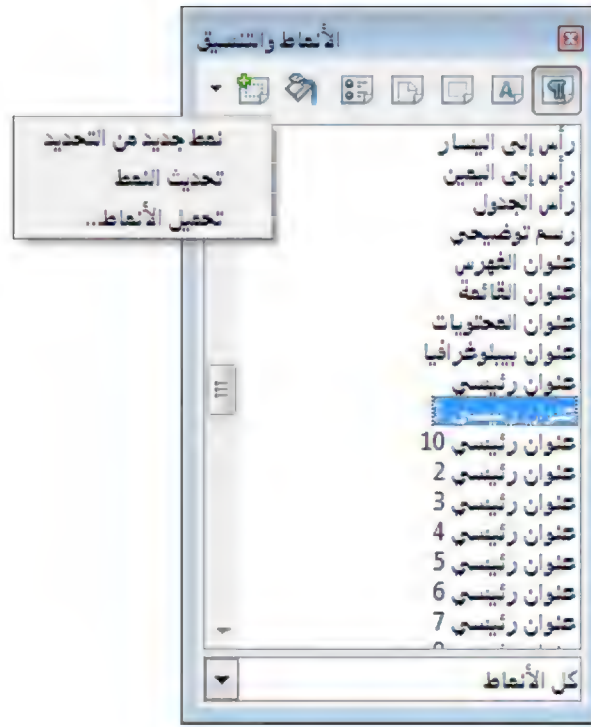 الأنماط والتنسيق
نمط جديد من التحديد
تحديث النمط
تحميل الأنماط...
رأس إلى اليسار
رأس إلى اليمين
رأس الجدول
رسم توضيحي
عنوان الفهرس
عنوان القائمة
عنوان المحتويات
عنوان ببيلوغرافيا
عنوان رئيسي
عنوان رئيسي 10
عنوان رئيسي 2
عنوان رئيسي 3
عنوان رئيسي 4
عنوان رئيسي 5
عنوان رئيسي 6
عنوان رئيسي 7
كل الأنماط